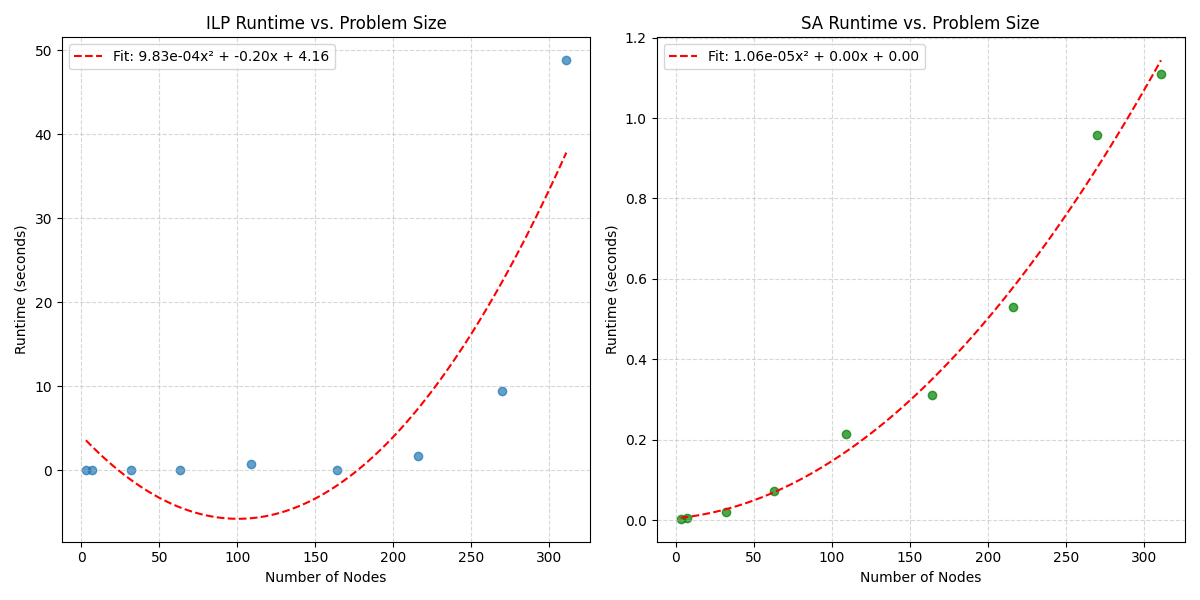 ILP Runtime vs. Problem Size
Fit: 9.83e-04x² + -0.20x + 4.16
50
40
30
20
10
0
Runtime (seconds)
0 50 100 150 200 250 300
Number of Nodes
SA Runtime vs. Problem Size
Fit: 1.06e-05x² + 0.00x + 0.00
1.2
1.0
0.8
0.6
0.4
0.2
0.0
Runtime (seconds)
0 50 100 150 200 250 300
Number of Nodes